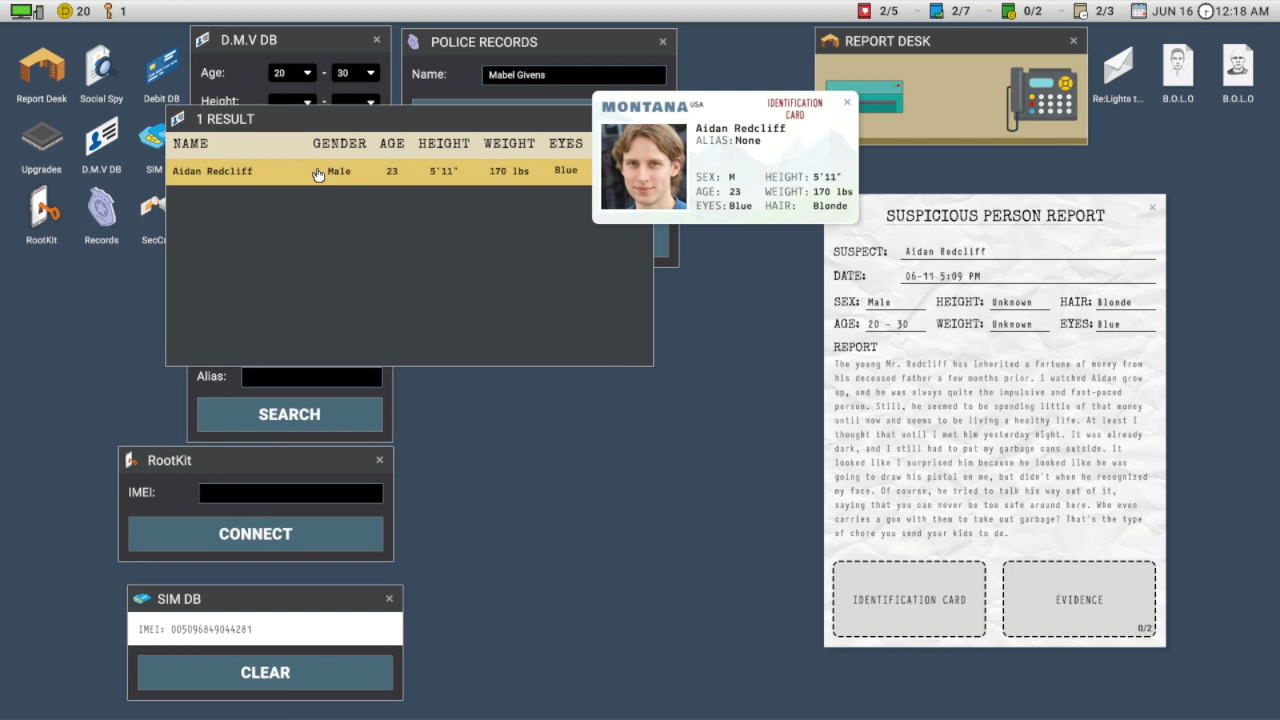 20
1
2/5
2/7
0/2
2/3
JUN 16
12:18 AM
Report Desk
Social Spy
Debit DB
Upgrades
D.M.V DB
SIM
RootKit
Records
SecCa
D.M.V DB
Age:
20
-
30
Height:
POLICE RECORDS
Name:
Mabel Givens
1 RESULT
NAME GENDER AGE HEIGHT WEIGHT EYES
Aidan Redcliff Male 23 5'11" 170 lbs Blue
MONTANA USA
IDENTIFICATION
CARD
Aidan Redcliff
ALIAS: None
SEX: M HEIGHT: 5'11"
AGE: 23 WEIGHT: 170 lbs
EYES: Blue HAIR: Blonde
REPORT DESK
Re:Lights t...
B.O.L.O
B.O.L.O
Alias:
SEARCH
RootKit
IMEI:
CONNECT
SIM DB
IMEI: 005096849044281
CLEAR
SUSPICIOUS PERSON REPORT
SUSPECT: Aidan Redcliff
DATE: 06-11 5:09 PM
SEX: Male HEIGHT: Unknown HAIR: Blonde
AGE: 20 - 30 WEIGHT: Unknown EYES: Blue
REPORT
The young Mr. Redcliff has inherited a fortune of money from
his deceased father a few months prior. I watched Aidan grow
up, and he was always quite the impulsive and fast-paced
person. Still, he seemed to be spending little of that money
until now and seems to be living a healthy life. At least I
thought that until I met him yesterday night. It was already
dark, and I still had to put my garbage cans outside. It
looked like I surprised him because he looked like he was
going to draw his pistol on me, but didn't when he recognized
my face. Of course, he tried to talk his way out of it,
saying that you can never be too safe around here. Who even
carries a gun with them to take out garbage? That's the type
of chore you send your kids to do.
IDENTIFICATION CARD
EVIDENCE
0/2